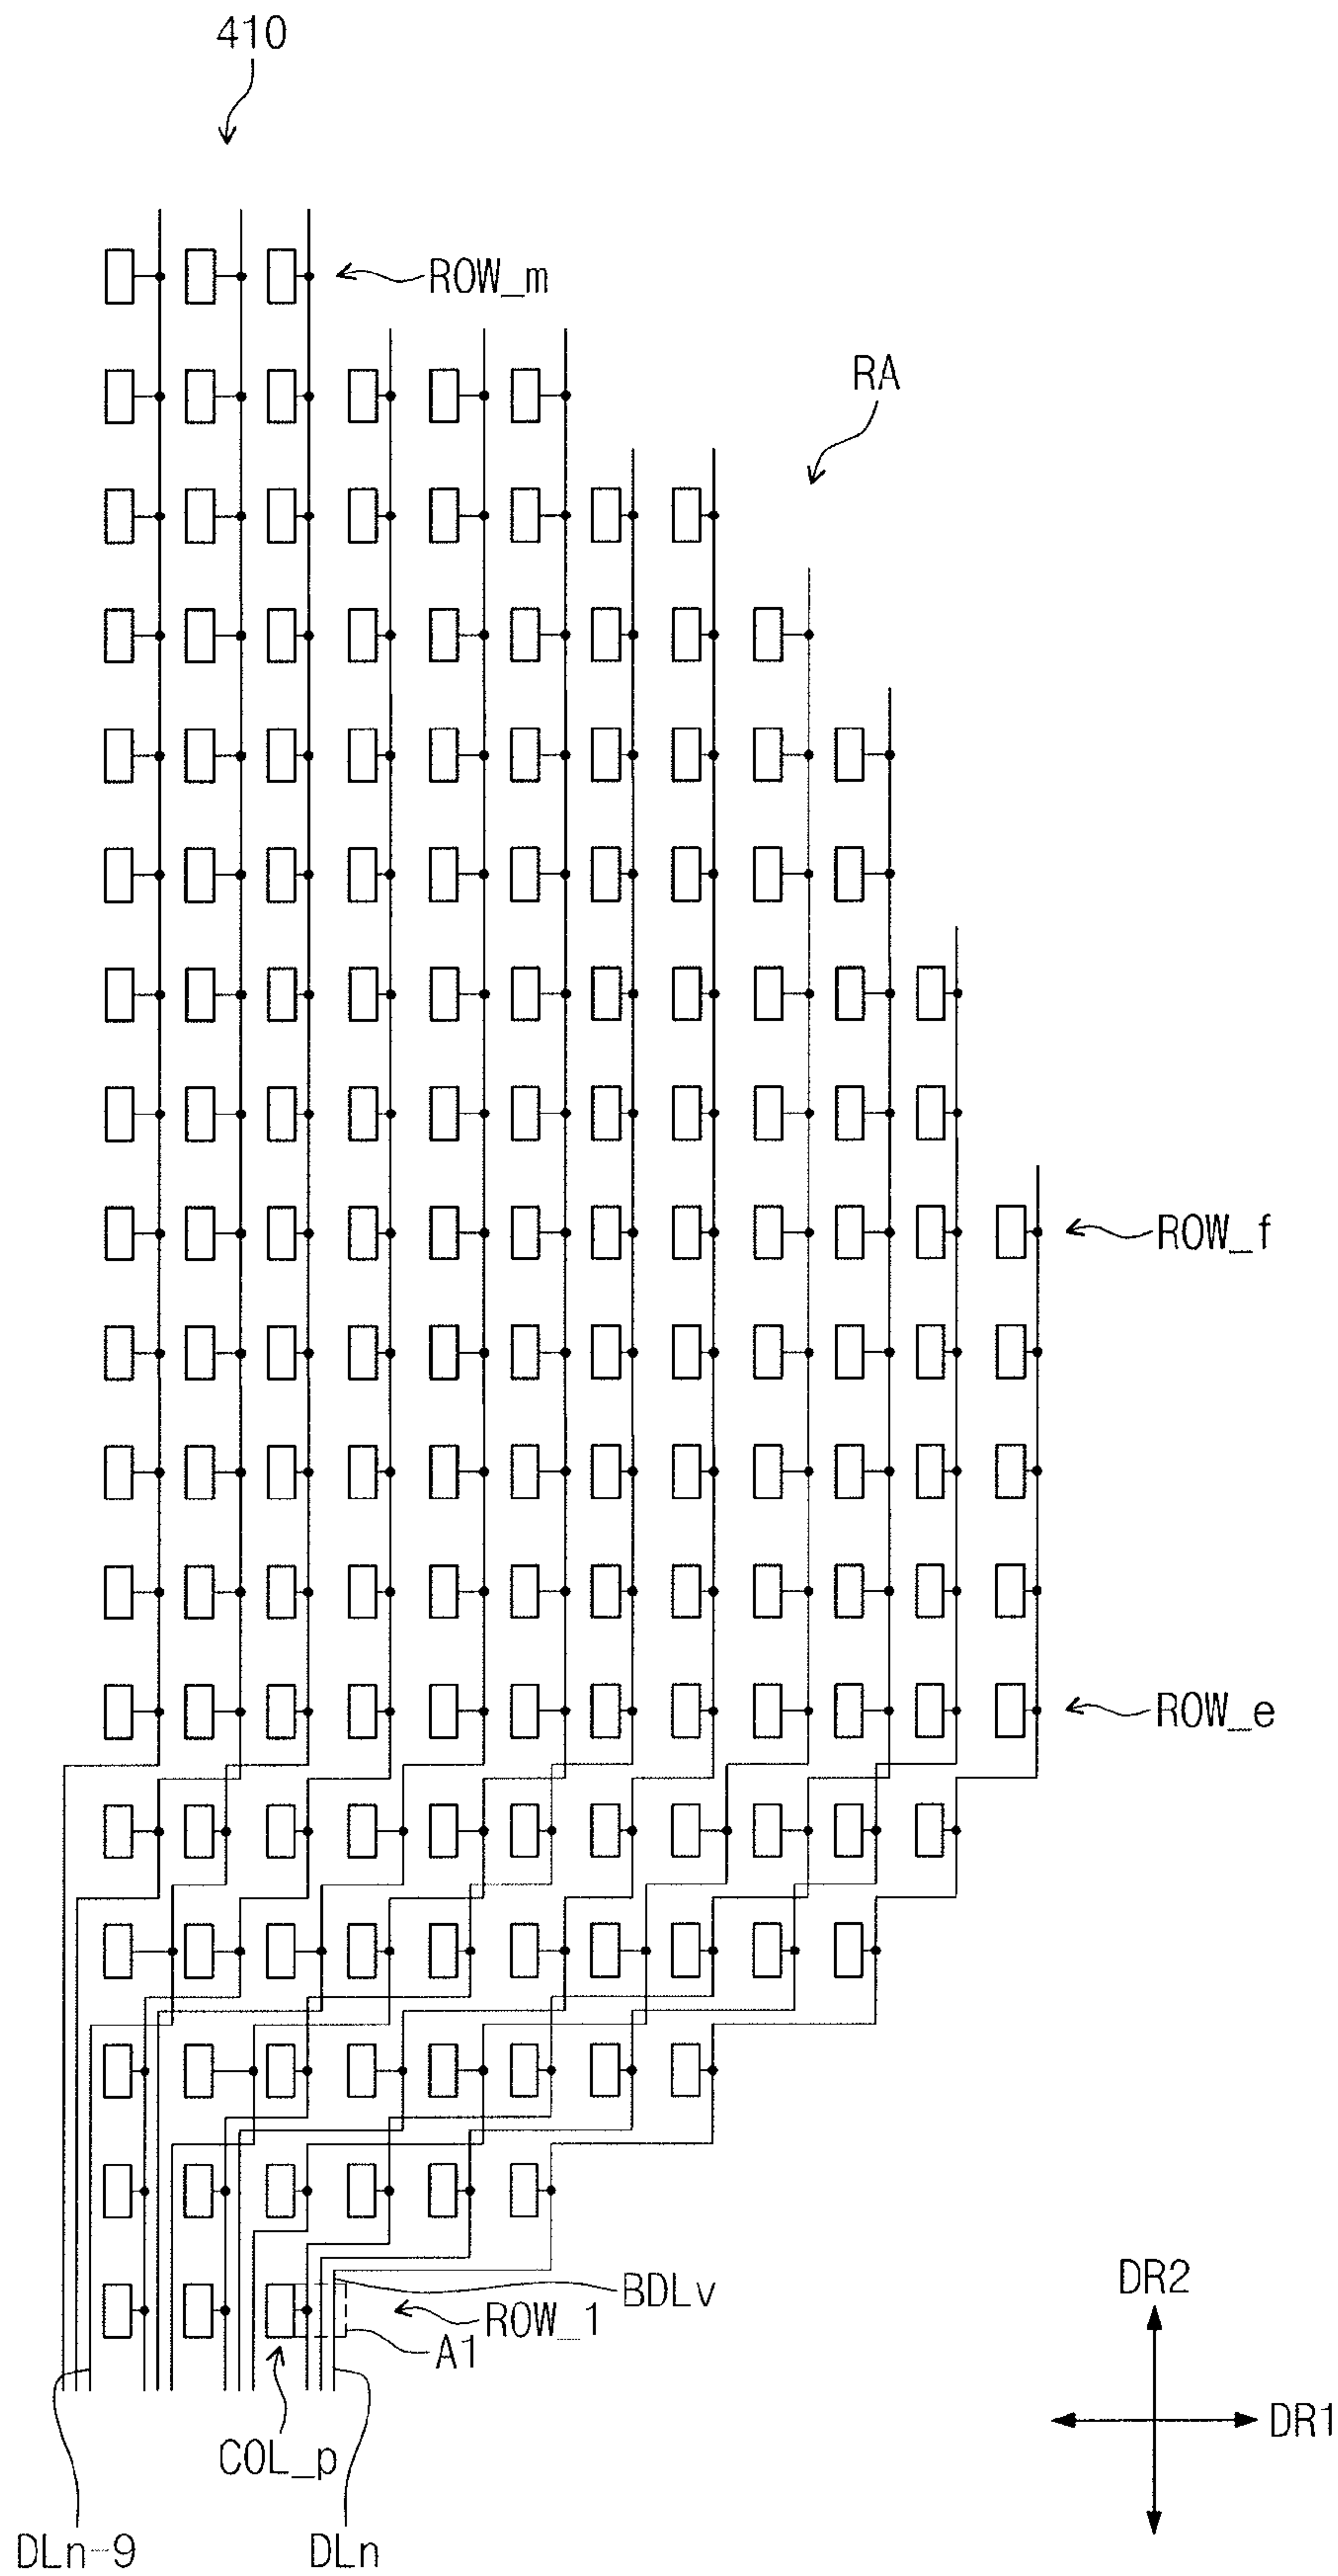 410
ROW_m
RA
ROW_f
ROW_e
BDLv
ROW_1
A1
DR2
COL_p
DR1
DLn-9
DLn